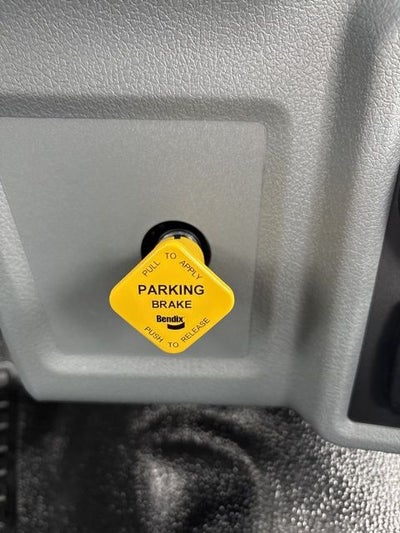 PULL TO APPLY
PARKING
BRAKE
Bendix
PUSH TO RELEASE